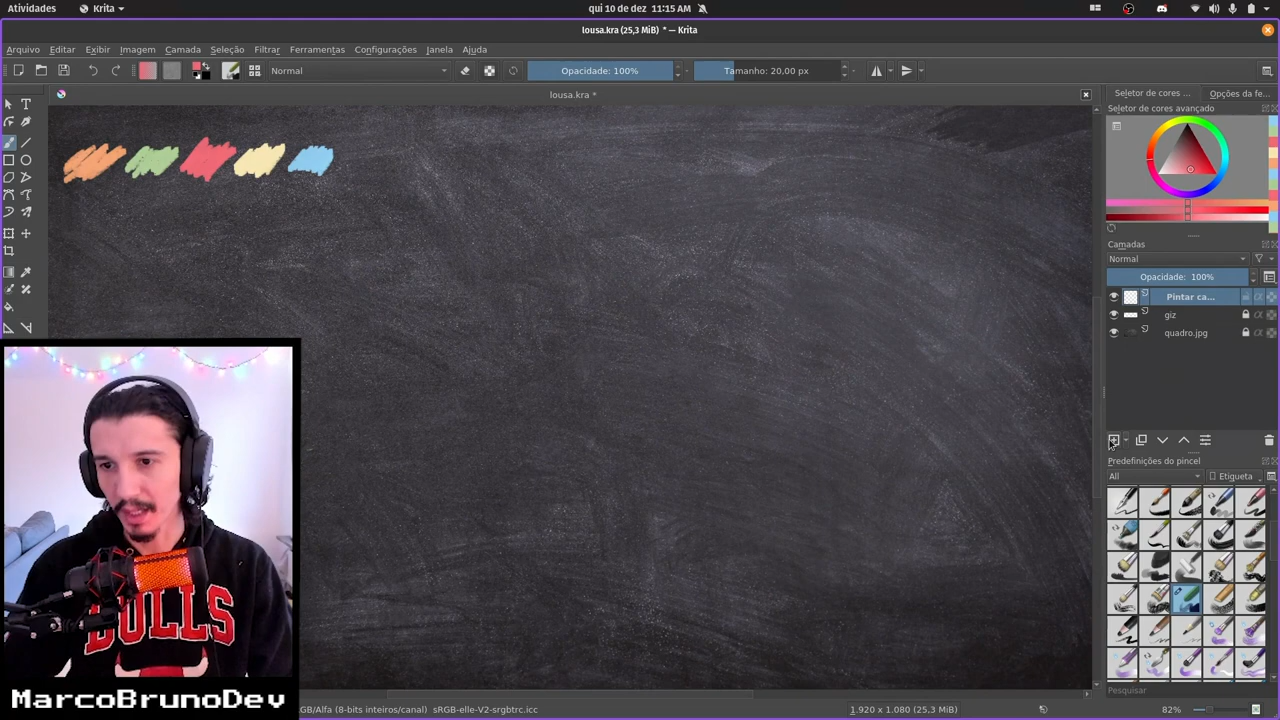 Atividades
Krita
qui 10 de dez 11:15 AM
lousa.kra (25,3 MiB) * — Krita
Arquivo Editar Exibir Imagem Camada Seleção Filtrar Ferramentas Configurações Janela Ajuda
Normal
Opacidade: 100%
Tamanho: 20,00 px
lousa.kra *
Seletor de cores ...
Opções da fe...
Seletor de cores avançado
Camadas
Normal
Opacidade: 100%
Pintar ca...
giz
quadro.jpg
Predefinições do pincel
All
Etiqueta
Pesquisar
BULLS
MarcoBrunoDev
RGB/Alfa (8-bits inteiros/canal) sRGB-elle-V2-srgbtrc.icc
1.920 x 1.080 (25,3 MiB)
82%